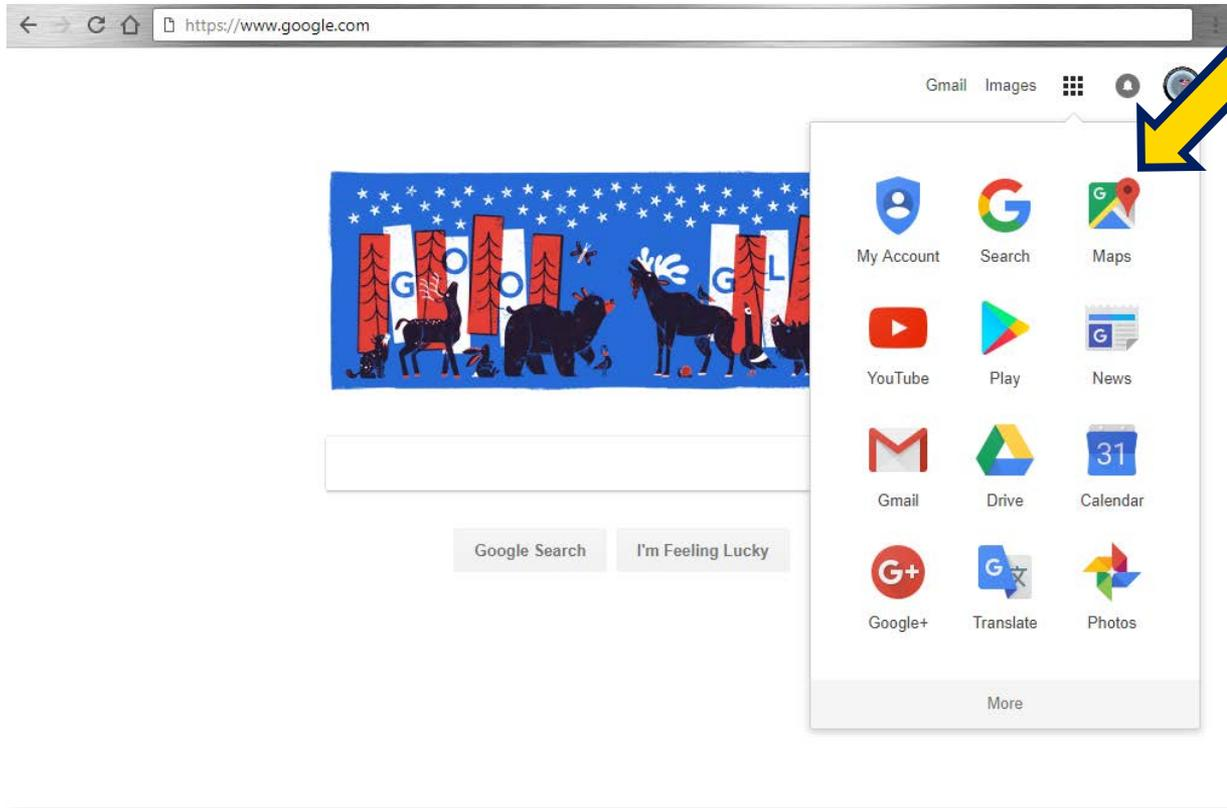 https://www.google.com
Gmail Images
G O O G L
My Account Search Maps
YouTube Play News
Gmail Drive Calendar
31
Google+ Translate Photos
G+
Google Search I'm Feeling Lucky
More